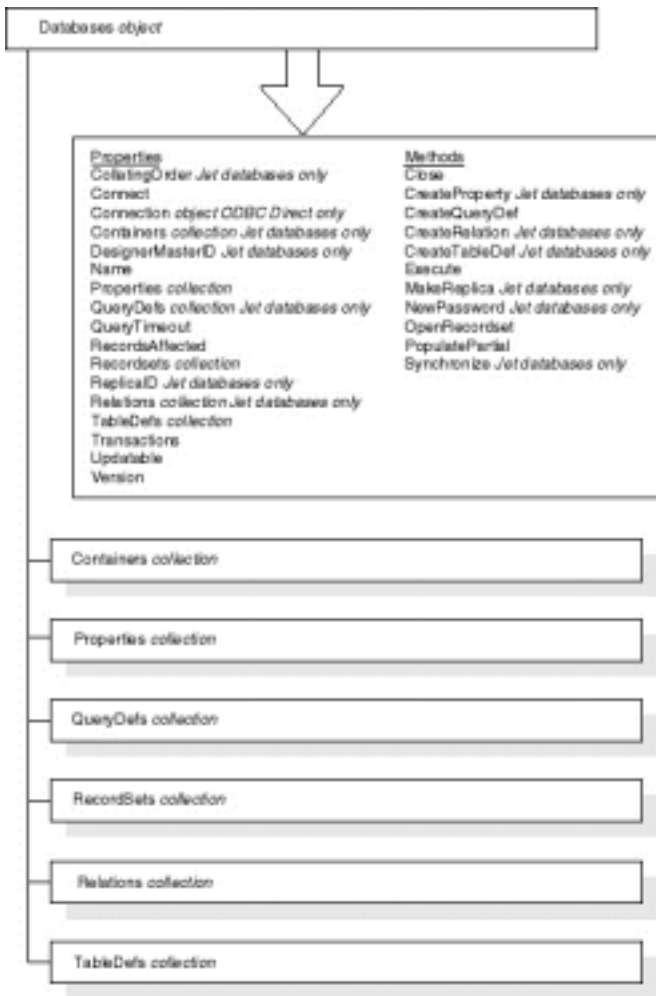 Databases object
Properties
CollatingOrder Jet databases only
Connect
Connection object ODBC Direct only
Containers collection Jet databases only
DesignerMasterID Jet databases only
Name
Properties collection
QueryDefs collection Jet databases only
QueryTimeout
RecordsAffected
Recordsets collection
ReplicaID Jet databases only
Relations collection Jet databases only
TableDefs collection
Transactions
Updatable
Version
Methods
Close
CreateProperty Jet databases only
CreateQueryDef
CreateRelation Jet databases only
CreateTableDef Jet databases only
Execute
MakeReplica Jet databases only
NewPassword Jet databases only
OpenRecordset
PopulatePartial
Synchronize Jet databases only
Containers collection
Properties collection
QueryDefs collection
RecordSets collection
Relations collection
TableDefs collection